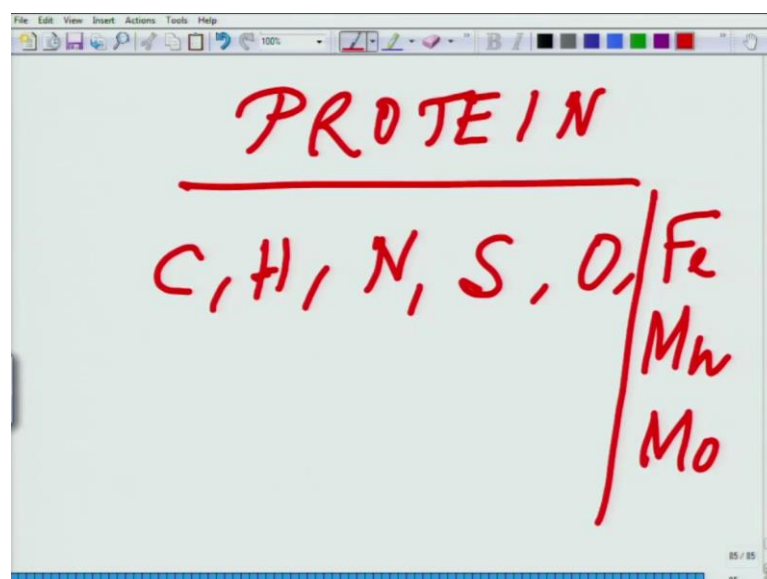 File Edit View Insert Actions Tools Help
100%
B I
PROTEIN
C, H, N, S, O, Fe
Mn
Mo
85 / 85